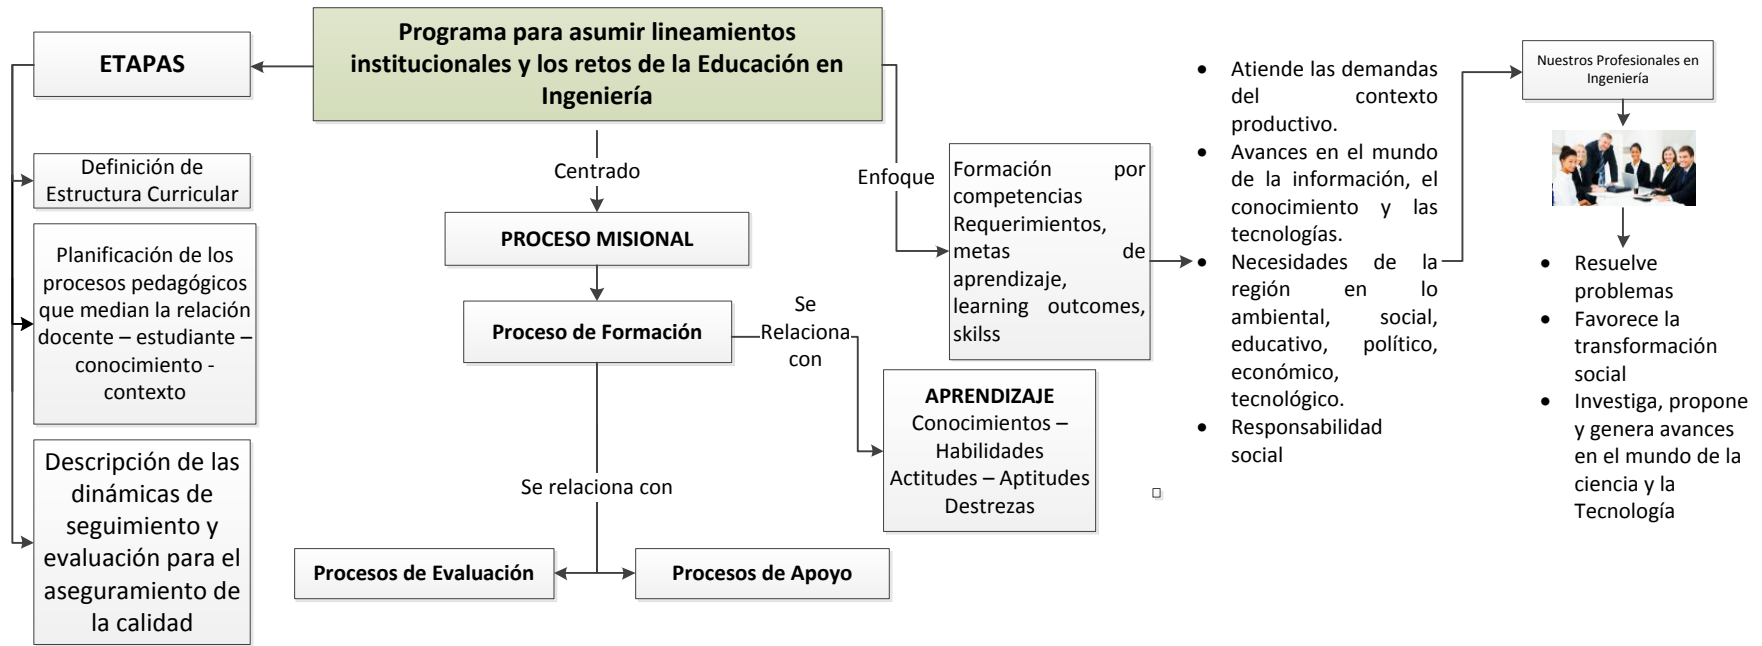 Programa para asumir lineamientos
institucionales y los retos de la Educación en
Ingeniería
ETAPAS
Definición de
Estructura Curricular
Planificación de los
procesos pedagógicos
que median la relación
docente – estudiante –
conocimiento -
contexto
Descripción de las
dinámicas de
seguimiento y
evaluación para el
aseguramiento de
la calidad
Centrado
PROCESO MISIONAL
Proceso de Formación
Se
Relaciona
con
Se relaciona con
Procesos de Evaluación
Procesos de Apoyo
Enfoque
Formación por
competencias
Requerimientos,
metas de
aprendizaje,
learning outcomes,
skilss
APRENDIZAJE
Conocimientos –
Habilidades
Actitudes – Aptitudes
Destrezas
• Atiende las demandas
del contexto
productivo.
• Avances en el mundo
de la información, el
conocimiento y las
tecnologías.
• Necesidades de la
región en lo
ambiental, social,
educativo, político,
económico,
tecnológico.
• Responsabilidad
social
Nuestros Profesionales en
Ingeniería
• Resuelve
problemas
• Favorece la
transformación
social
• Investiga, propone
y genera avances
en el mundo de la
ciencia y la
Tecnología